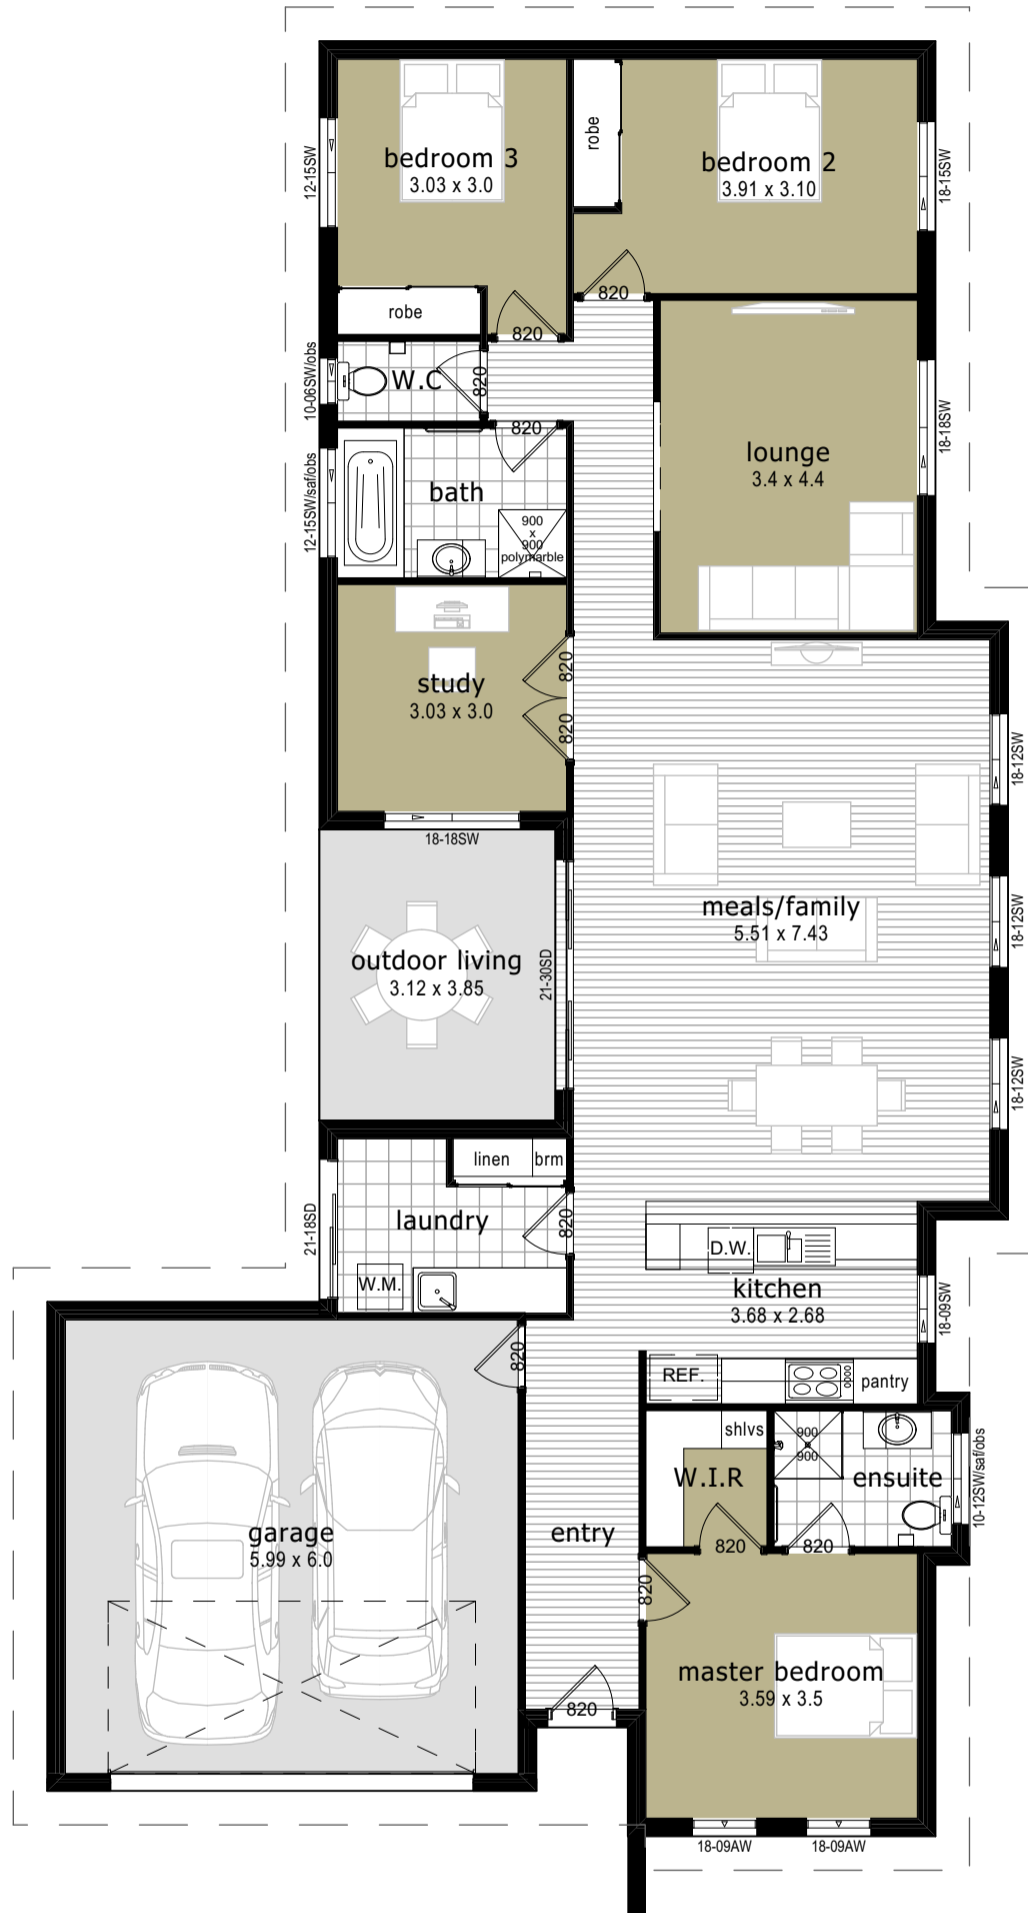 12-15SW
bedroom 3
3.03 x 3.0
robe
bedroom 2
3.91 x 3.10
18-15SW
820
robe
820
10-06SW/obs
W.C
820
820
lounge
3.4 x 4.4
18-18SW
12-15SW/saf/obs
bath
900
x
900
polymarble
study
3.03 x 3.0
820
820
18-18SW
18-12SW
meals/family
5.51 x 7.43
18-12SW
outdoor living
3.12 x 3.85
21-30SD
18-12SW
linen
brm
laundry
21-18SD
820
W.M.
D.W.
kitchen
3.68 x 2.68
18-09SW
820
REF.
pantry
shlvs
W.I.R
900
900
ensuite
10-12SW/saf/obs
garage
5.99 x 6.0
entry
820
820
820
master bedroom
3.59 x 3.5
820
18-09AW
18-09AW